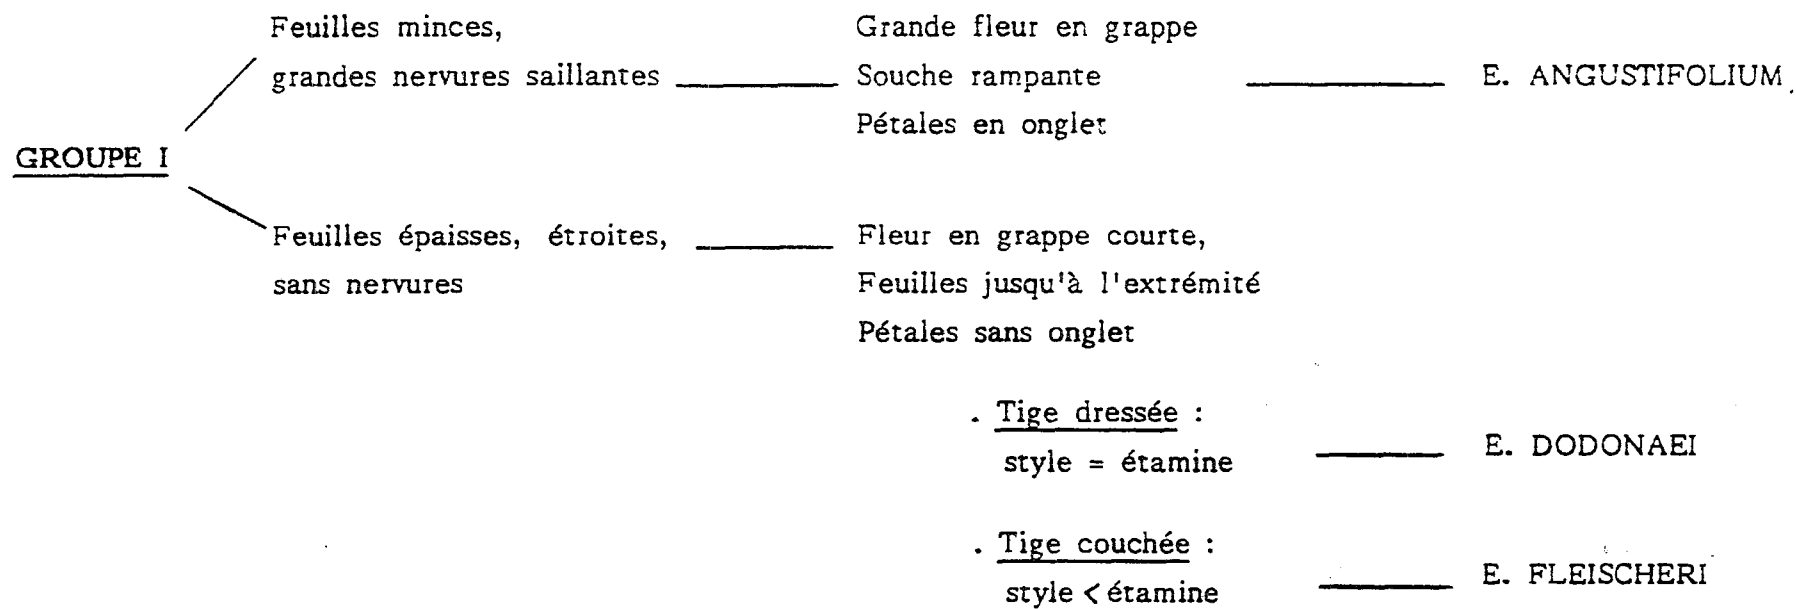 Feuilles minces,
grandes nervures saillantes
Grande fleur en grappe
Souche rampante
Pétales en onglet
E. ANGUSTIFOLIUM
GROUPE I
Feuilles épaisses, étroites,
sans nervures
Fleur en grappe courte,
Feuilles jusqu'à l'extrémité
Pétales sans onglet
. Tige dressée :
style = étamine
E. DODONAEI
. Tige couchée :
style < étamine
E. FLEISCHERI